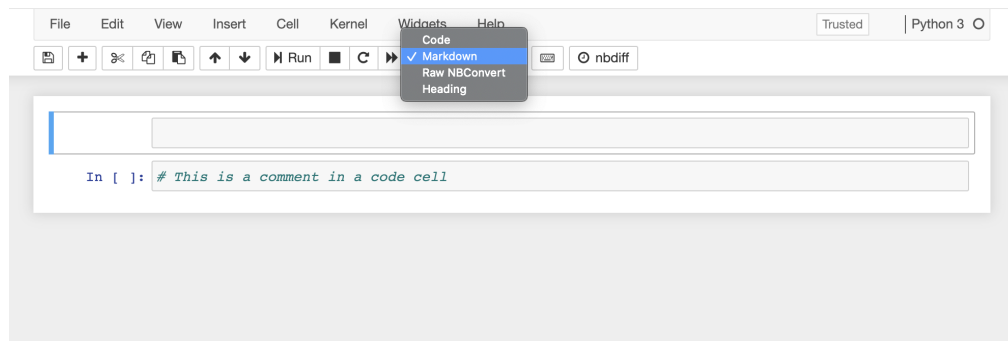 File Edit View Insert Cell Kernel Widgets Help Trusted Python 3
Run nbdiff
Code
✓ Markdown
Raw NBConvert
Heading
In [ ]: # This is a comment in a code cell